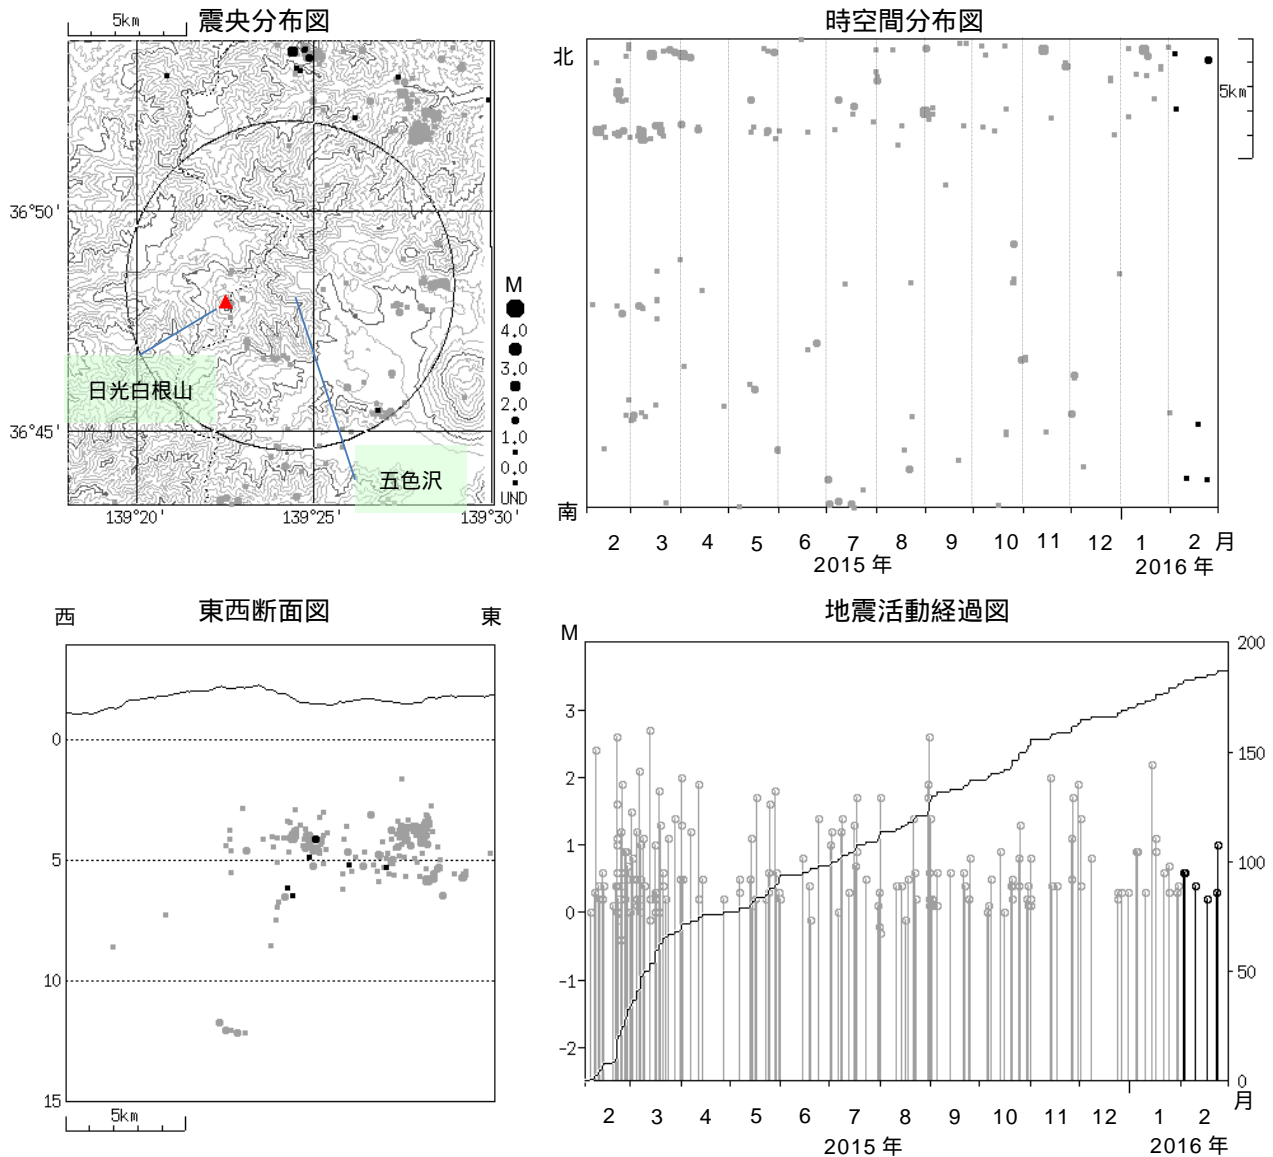 震央分布図
5km
36°50'
36°45'
139°20'
139°25'
139°30'
日光白根山
五色沢
M
4.0
3.0
2.0
1.0
0.0
UND
時空間分布図
北
南
5km
2 3 4 5 6 7 8 9 10 11 12 1 2 月
2015 年
2016 年
東西断面図
西
東
0
5
10
15
5km
地震活動経過図
M
3
2
1
0
-1
-2
200
150
100
50
0
2 3 4 5 6 7 8 9 10 11 12 1 2 月
2015 年
2016 年